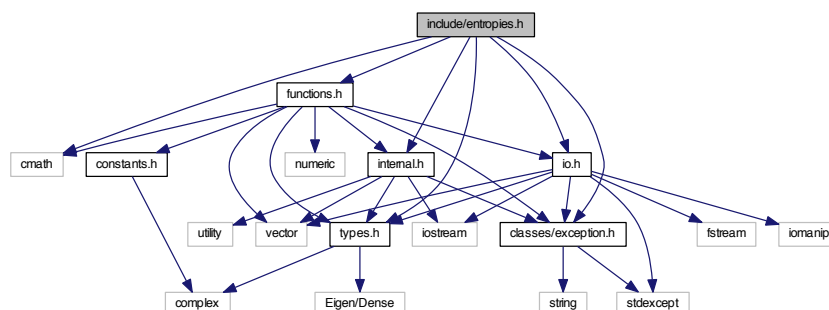 include/entropies.h
functions.h
cmath
constants.h
numeric
internal.h
io.h
utility
vector
types.h
iostream
classes/exception.h
fstream
iomanip
complex
Eigen/Dense
string
stdexcept